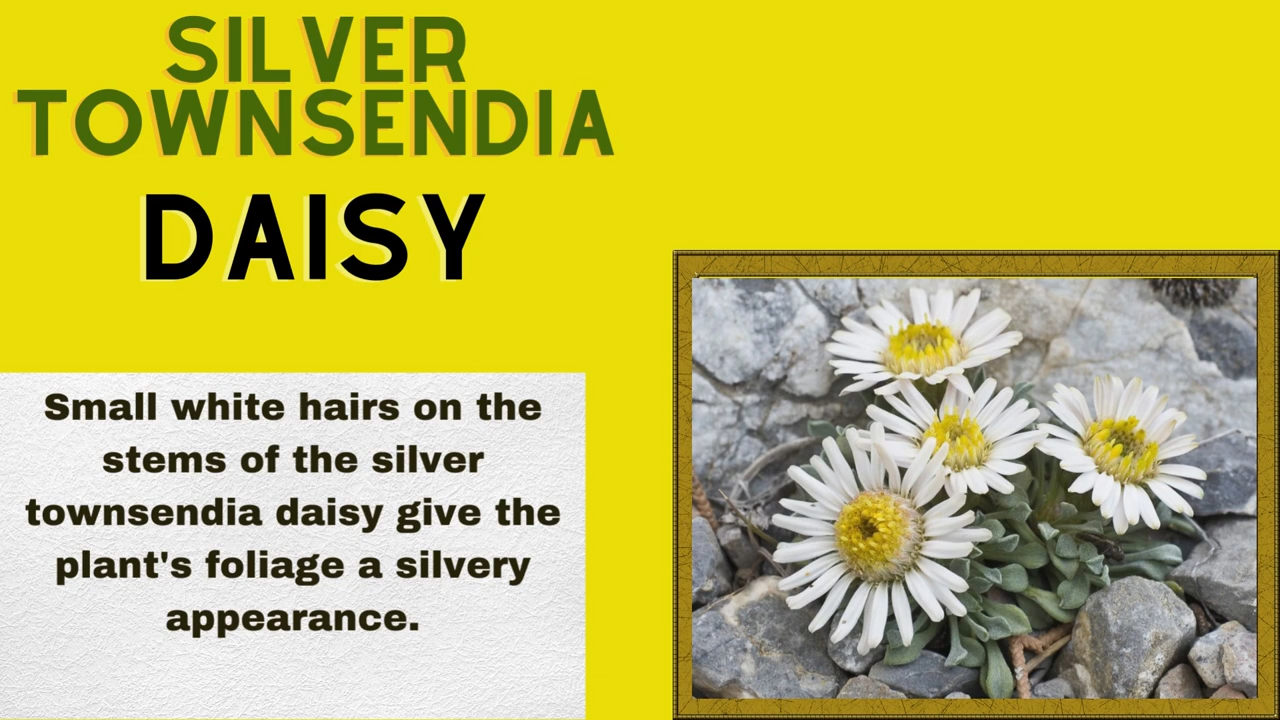 SILVER
TOWNSENDIA
DAISY
Small white hairs on the
stems of the silver
townsendia daisy give the
plant's foliage a silvery
appearance.